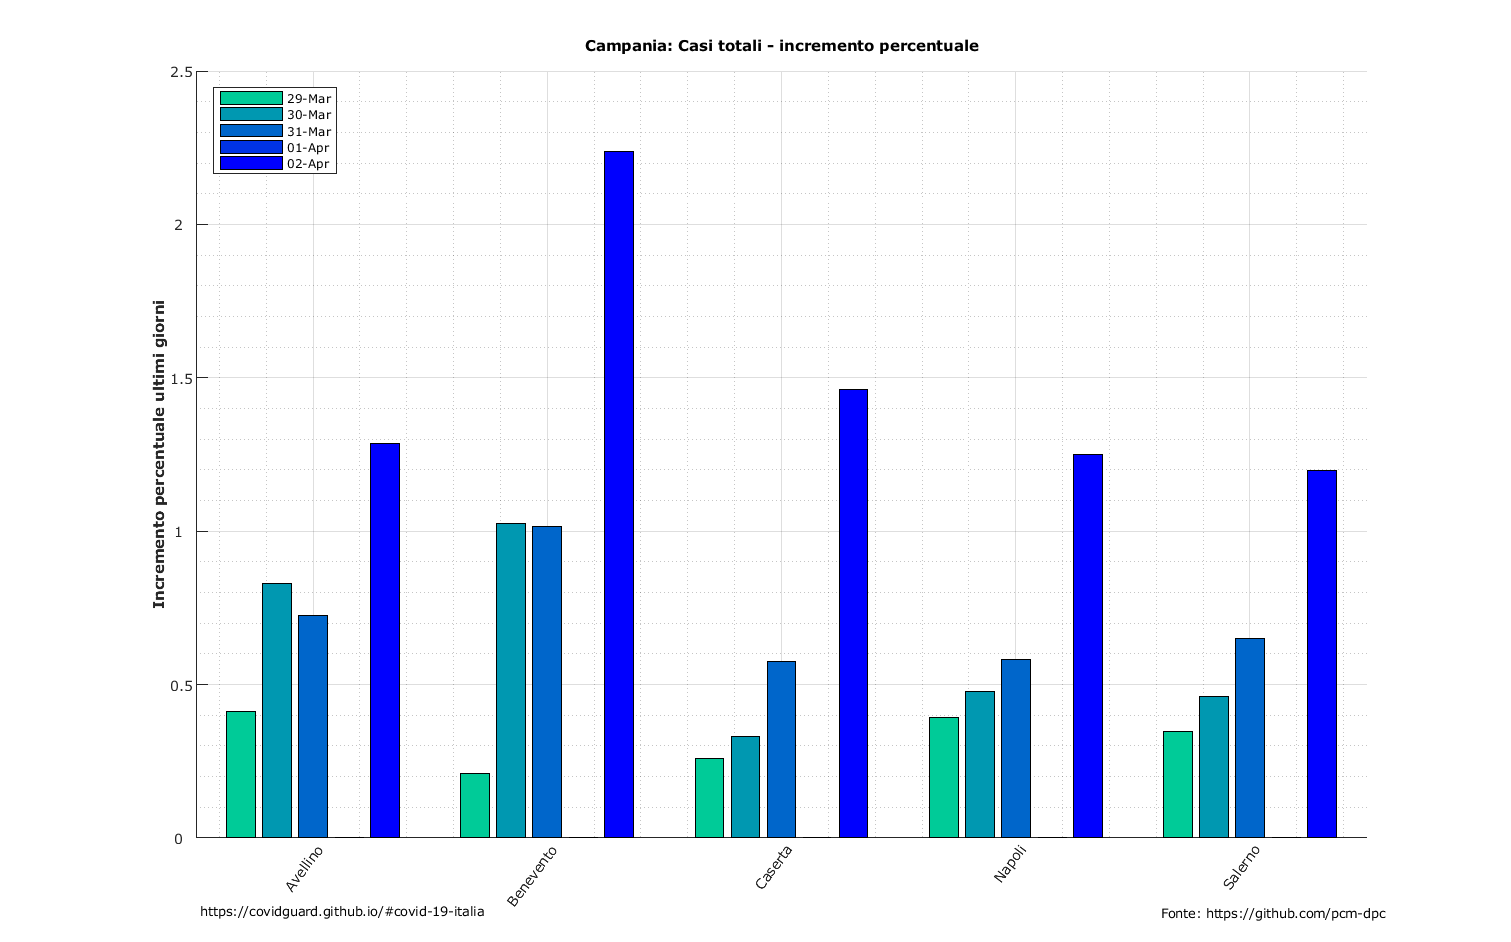 Campania: Casi totali - incremento percentuale
29-Mar
30-Mar
31-Mar
01-Apr
02-Apr
Incremento percentuale ultimi giorni
2.5
2
1.5
1
0.5
0
Avellino
Benevento
Caserta
Napoli
Salerno
https://covidguard.github.io/#covid-19-italia
Fonte: https://github.com/pcm-dpc